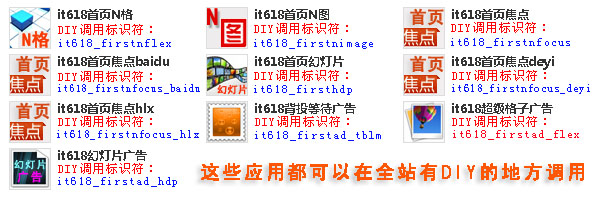 N格
it618首页N格
DIY调用标识符:
it618_firstnflex
N图
it618首页N图
DIY调用标识符:
it618_firstnimage
首页
焦点
it618首页焦点
DIY调用标识符:
it618_firstnfocus
首页
焦点
it618首页焦点baidu
DIY调用标识符:
it618_firstnfocus_baidu
it618首页幻灯片
DIY调用标识符:
it618_firsthdp
首页
焦点
it618首页焦点deyi
DIY调用标识符:
it618_firstnfocus_deyi
首页
焦点
it618首页焦点hlx
DIY调用标识符:
it618_firstnfocus_hlx
it618背投等待广告
DIY调用标识符:
it618_firstad_tblm
it618超级格子广告
DIY调用标识符:
it618_firstad_flex
幻灯片
广告
it618幻灯片广告
DIY调用标识符:
it618_firstad_hdp
这些应用都可以在全站有DIY的地方调用